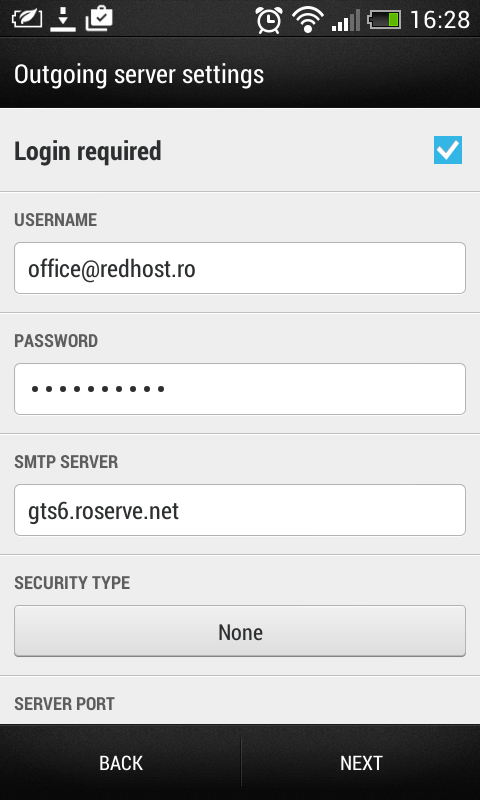 16:28
Outgoing server settings
Login required
USERNAME
office@redhost.ro
PASSWORD
••••••••••
SMTP SERVER
gts6.roserve.net
SECURITY TYPE
None
SERVER PORT
BACK NEXT